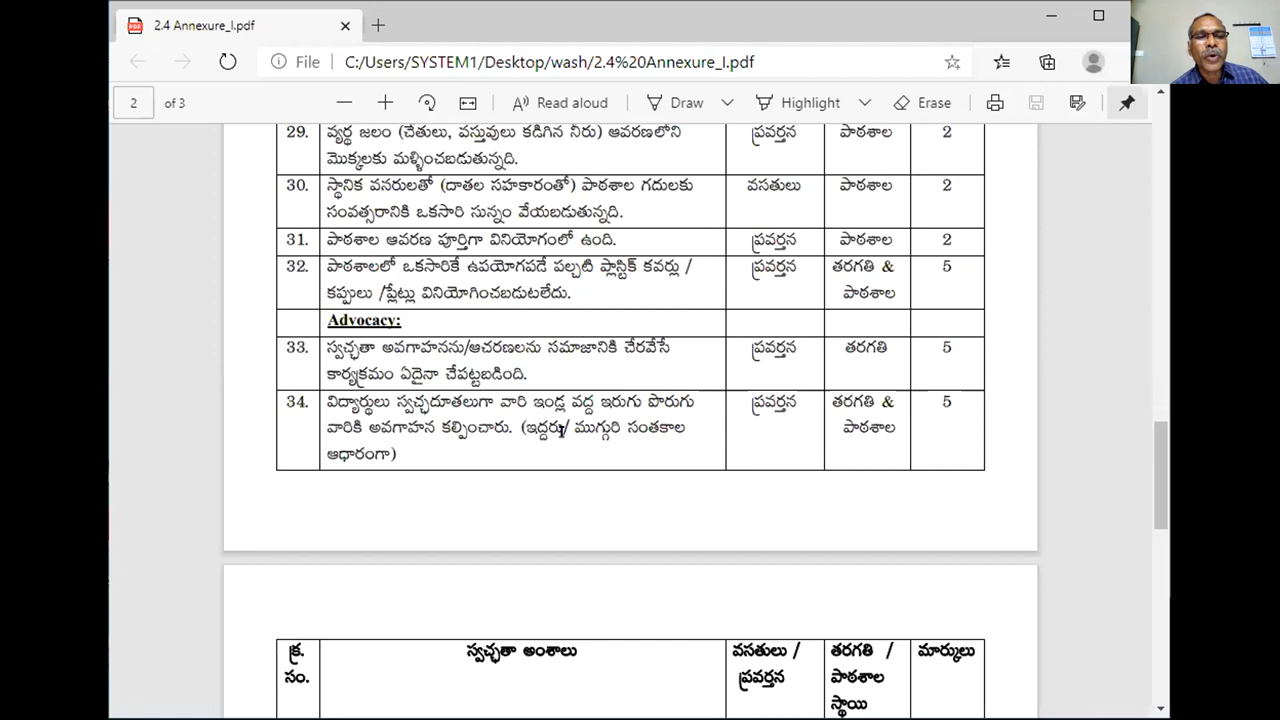 2.4 Annexure_I.pdf
File C:/Users/SYSTEM1/Desktop/wash/2.4%20Annexure_I.pdf
2 of 3 Read aloud Draw Highlight Erase
29. వ్యర్థ జలం (చేతులు, వస్తువులు కడిగిన నీరు) ఆవరణలోని ప్రవర్తన పాఠశాల 2
మొక్కలకు మళ్ళించబడుతున్నది.
30. స్థానిక వనరులతో (దాతల సహకారంతో) పాఠశాల గదులకు వసతులు పాఠశాల 2
సంవత్సరానికి ఒకసారి సున్నం వేయబడుతున్నది.
31. పాఠశాల ఆవరణ పూర్తిగా వినియోగంలో ఉంది. ప్రవర్తన పాఠశాల 2
32. పాఠశాలలో ఒకసారికే ఉపయోగపడే పల్చటి ప్లాస్టిక్ కవర్లు / ప్రవర్తన తరగతి & 5
కప్పులు /ప్లేట్లు వినియోగించబడుటలేదు. పాఠశాల
Advocacy:
33. స్వచ్ఛతా అవగాహనను/ఆచరణలను సమాజానికి చేరవేసే ప్రవర్తన తరగతి 5
కార్యక్రమం ఏదైనా చేపట్టబడింది.
34. విద్యార్థులు స్వచ్ఛదూతలుగా వారి ఇండ్ల వద్ద ఇరుగు పొరుగు ప్రవర్తన తరగతి & 5
వారికి అవగాహన కల్పించారు. (ఇద్దరు/ ముగ్గురి సంతకాల పాఠశాల
ఆధారంగా)
క్ర. స్వచ్ఛతా అంశాలు వసతులు / తరగతి / మార్కులు
సం. ప్రవర్తన పాఠశాల
స్థాయి